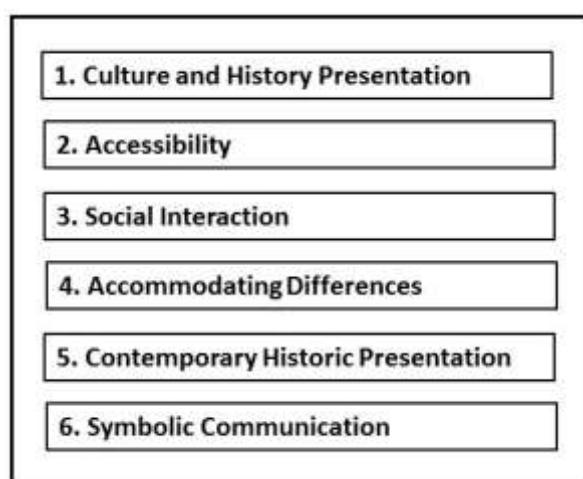 1. Culture and History Presentation
2. Accessibility
3. Social Interaction
4. Accommodating Differences
5. Contemporary Historic Presentation
6. Symbolic Communication